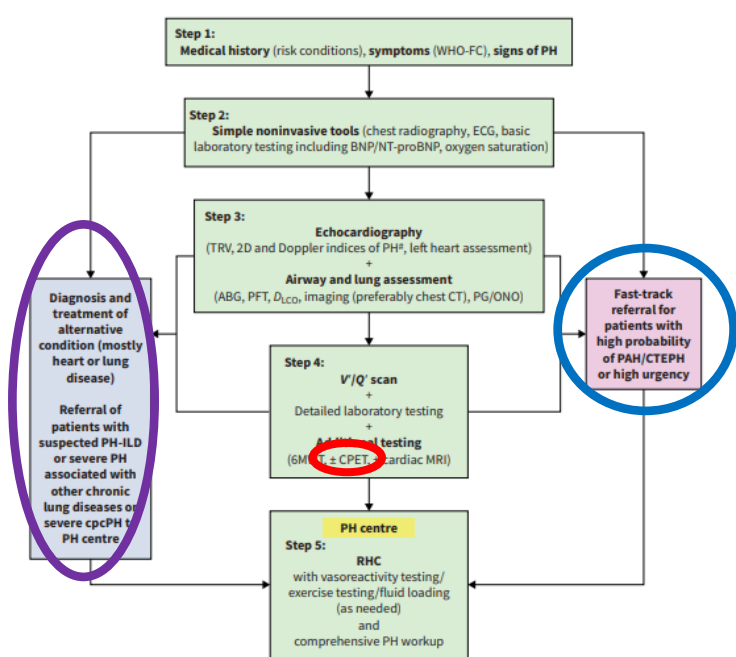 Step 1:
Medical history (risk conditions), symptoms (WHO-FC), signs of PH
Step 2:
Simple noninvasive tools (chest radiography, ECG, basic
laboratory testing including BNP/NT-proBNP, oxygen saturation)
Step 3:
Echocardiography
(TRV, 2D and Doppler indices of PH#, left heart assessment)
+
Airway and lung assessment
(ABG, PFT, DLCO, imaging (preferably chest CT), PG/ONO)
Diagnosis and
treatment of
alternative
condition (mostly
heart or lung
disease)
Referral of
patients with
suspected PH-ILD
or severe PH
associated with
other chronic
lung diseases or
severe cpcPH to
PH centre
Fast-track
referral for
patients with
high probability
of PAH/CTEPH
or high urgency
Step 4:
V'/Q' scan
+
Detailed laboratory testing
+
Additional testing
(6MWT, ± CPET, ± cardiac MRI)
PH centre
Step 5:
RHC
with vasoreactivity testing/
exercise testing/fluid loading
(as needed)
and
comprehensive PH workup